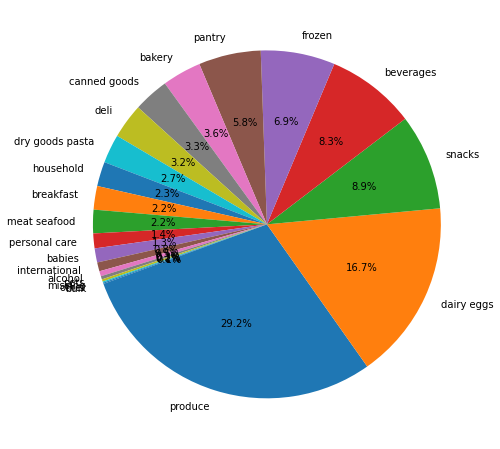 frozen
pantry
bakery
beverages
canned goods
deli
dry goods pasta
household
breakfast
meat seafood
personal care
babies
international
alcohol
snacks
dairy eggs
produce
6.9%
5.8%
3.6%
3.3%
3.2%
2.7%
2.3%
2.2%
2.2%
1.4%
1.3%
8.3%
8.9%
16.7%
29.2%